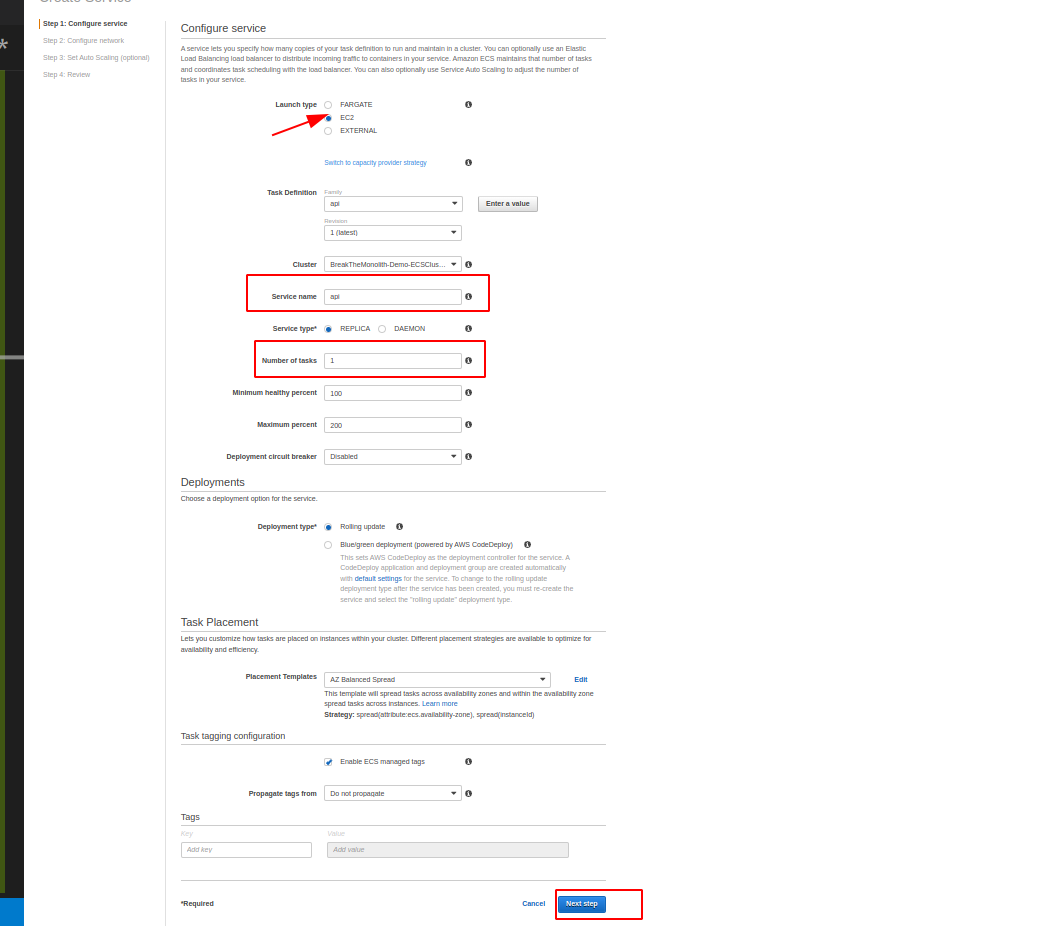 Create Service
Step 1: Configure service
Step 2: Configure network
Step 3: Set Auto Scaling (optional)
Step 4: Review
Configure service
A service lets you specify how many copies of your task definition to run and maintain in a cluster. You can optionally use an Elastic
Load Balancing load balancer to distribute incoming traffic to containers in your service. Amazon ECS maintains that number of tasks
and coordinates task scheduling with the load balancer. You can also optionally use Service Auto Scaling to adjust the number of
tasks in your service.
Launch type
FARGATE
EC2
EXTERNAL
Switch to capacity provider strategy
Task Definition
Family
api
Enter a value
Revision
1 (latest)
Cluster
BreakTheMonolith-Demo-ECSClus...
Service name
api
Service type*
REPLICA
DAEMON
Number of tasks
1
Minimum healthy percent
100
Maximum percent
200
Deployment circuit breaker
Disabled
Deployments
Choose a deployment option for the service.
Deployment type*
Rolling update
Blue/green deployment (powered by AWS CodeDeploy)
This sets AWS CodeDeploy as the deployment controller for the service. A
CodeDeploy application and deployment group are created automatically
with default settings for the service. To change to the rolling update
deployment type after the service has been created, you must re-create the
service and select the "rolling update" deployment type.
Task Placement
Lets you customize how tasks are placed on instances within your cluster. Different placement strategies are available to optimize for
availability and efficiency.
Placement Templates
AZ Balanced Spread
Edit
This template will spread tasks across availability zones and within the availability zone
spread tasks across instances. Learn more
Strategy: spread(attribute:ecs.availability-zone), spread(instanceId)
Task tagging configuration
Enable ECS managed tags
Propagate tags from
Do not propagate
Tags
Key
Value
Add key
Add value
*Required
Cancel
Next step